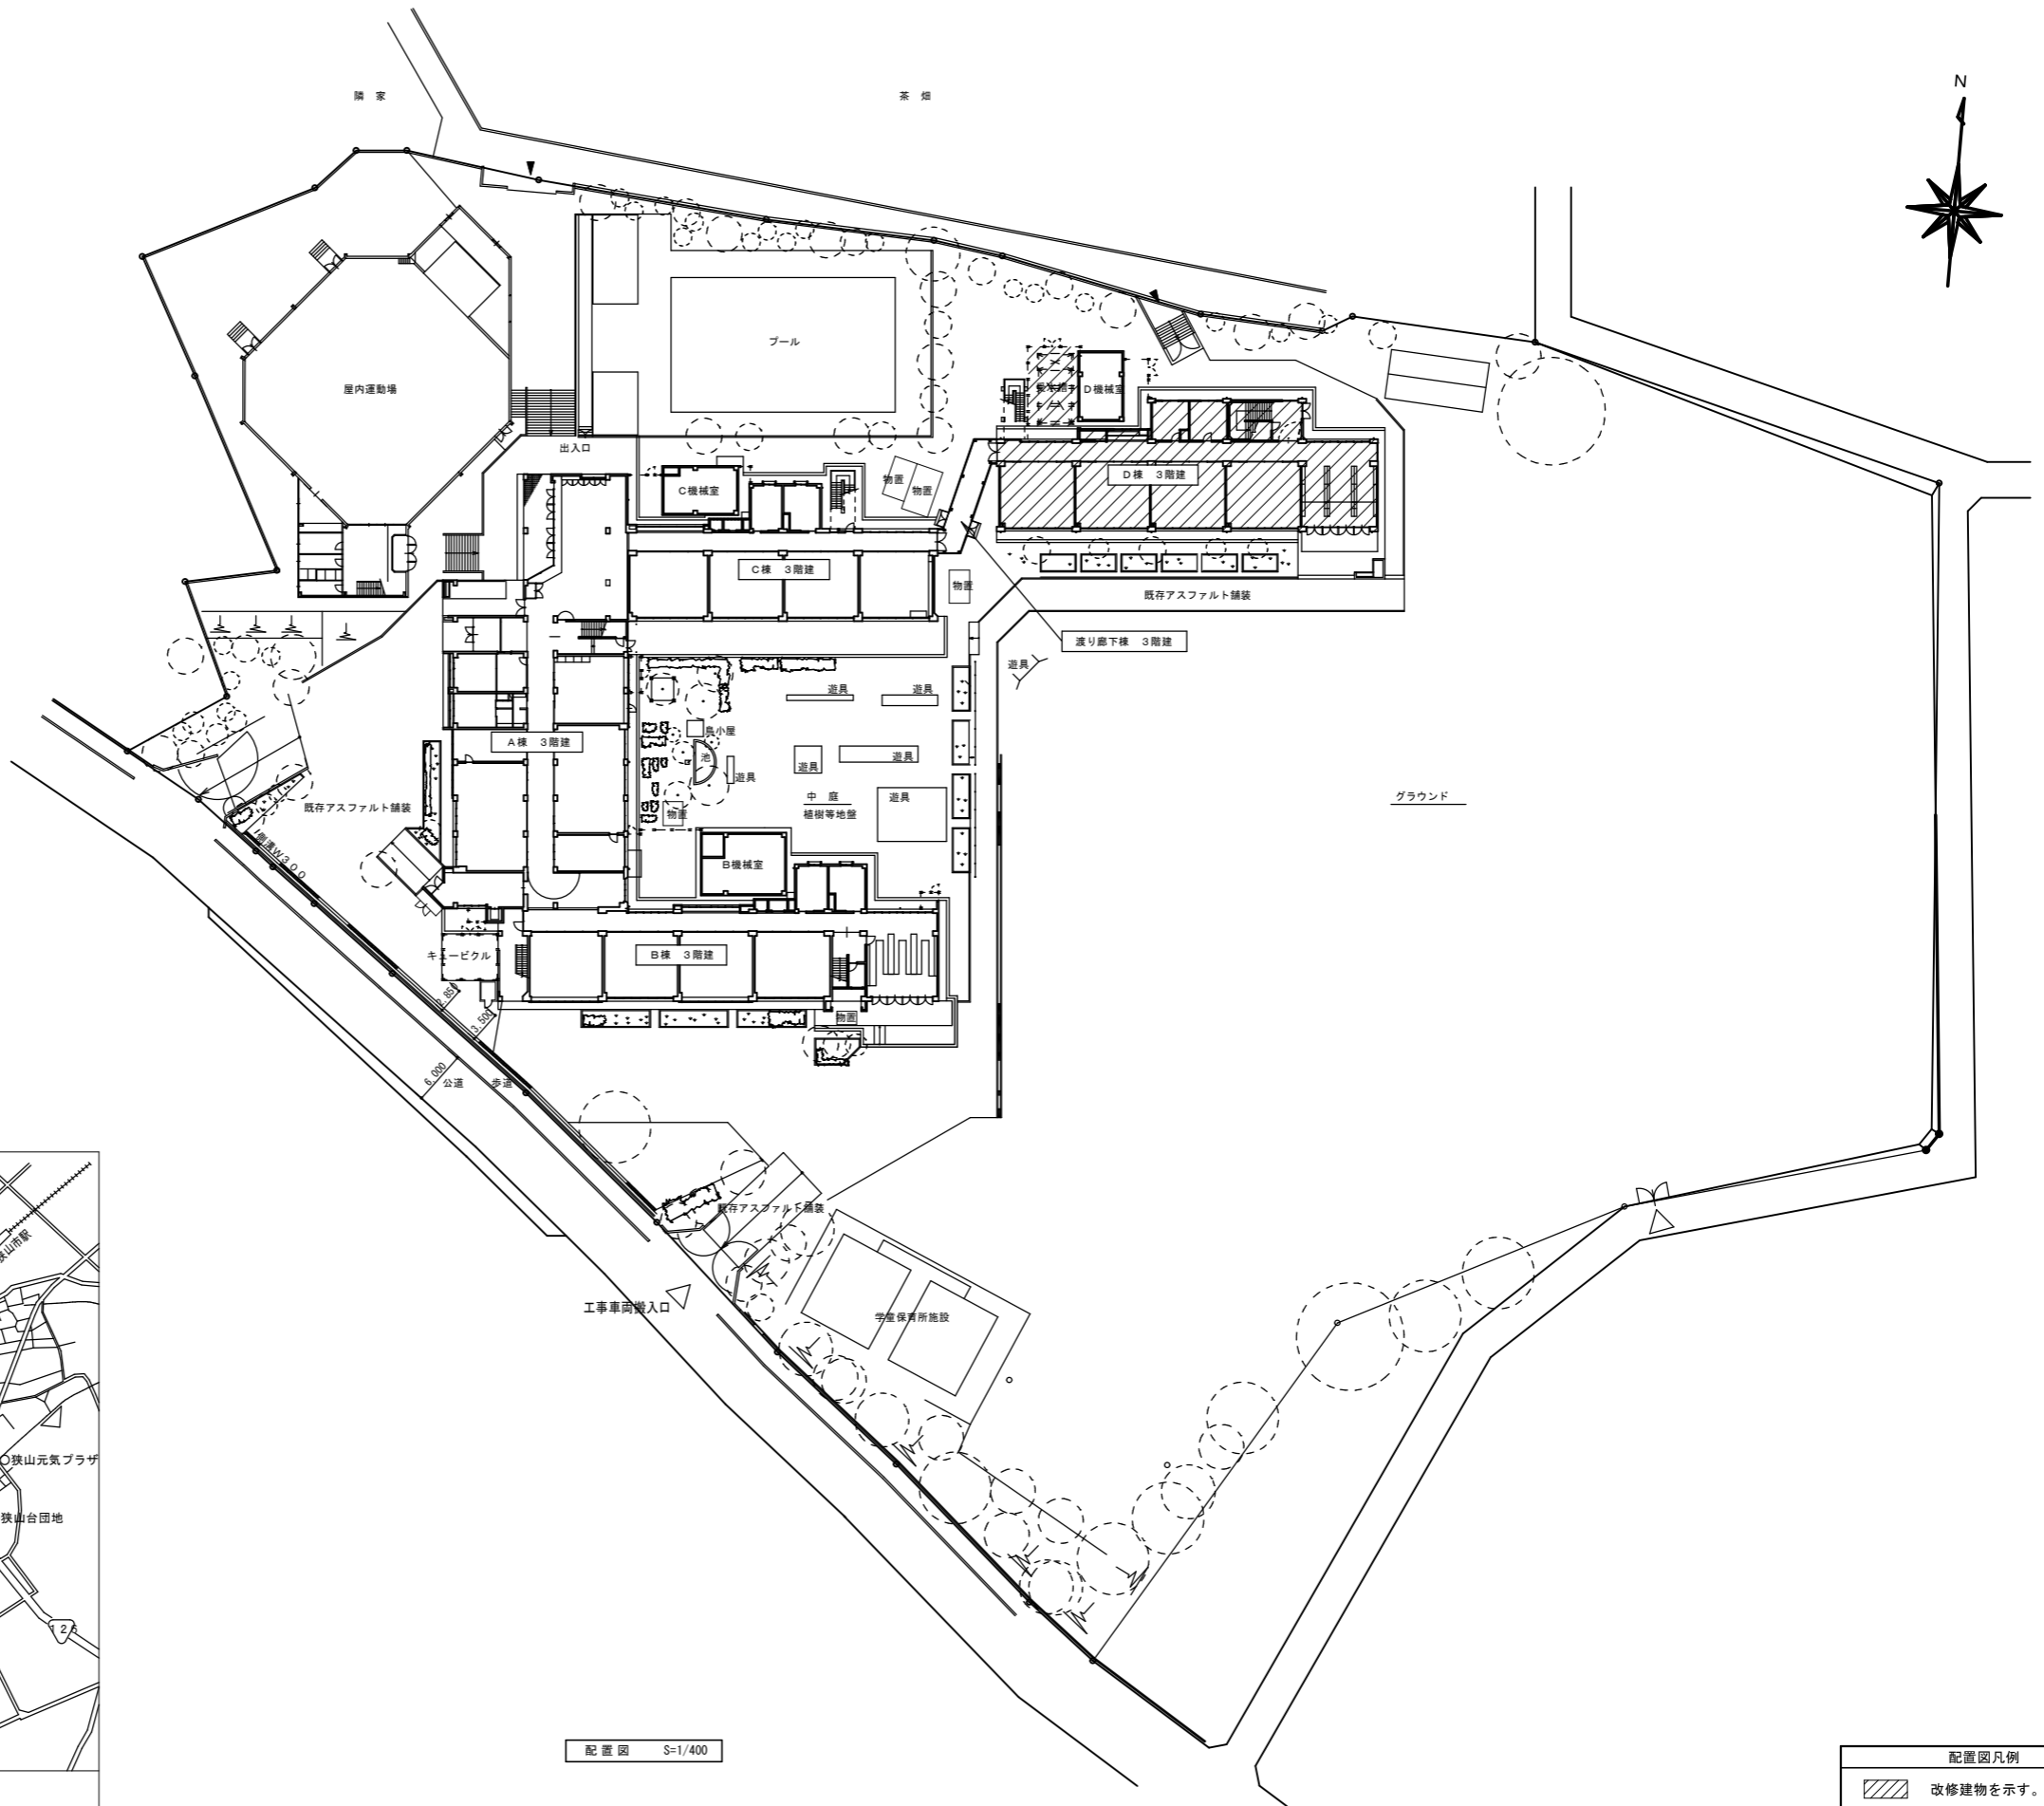 隣 家
茶 畑
N
プール
屋内運動場
D機械室
出入口
D棟 3階建
C機械室
物置
物置
C棟 3階建
物置
既存アスファルト舗装
渡り廊下棟 3階建
遊具
遊具
遊具
鳥小屋
A棟 3階建
池
遊具
遊具
遊具
中 庭
植樹等地盤
遊具
グラウンド
既存アスファルト舗装
物置
側溝W300
B機械室
キュービクル
B棟 3階建
2,850
3,500
物置
6,000
公道
歩道
既存アスファルト舗装
狭山市駅
工事車両搬入口
学童保育所施設
○狭山元気プラザ
狭山台団地
126
配置図 S=1/400
配置図凡例
改修建物を示す。